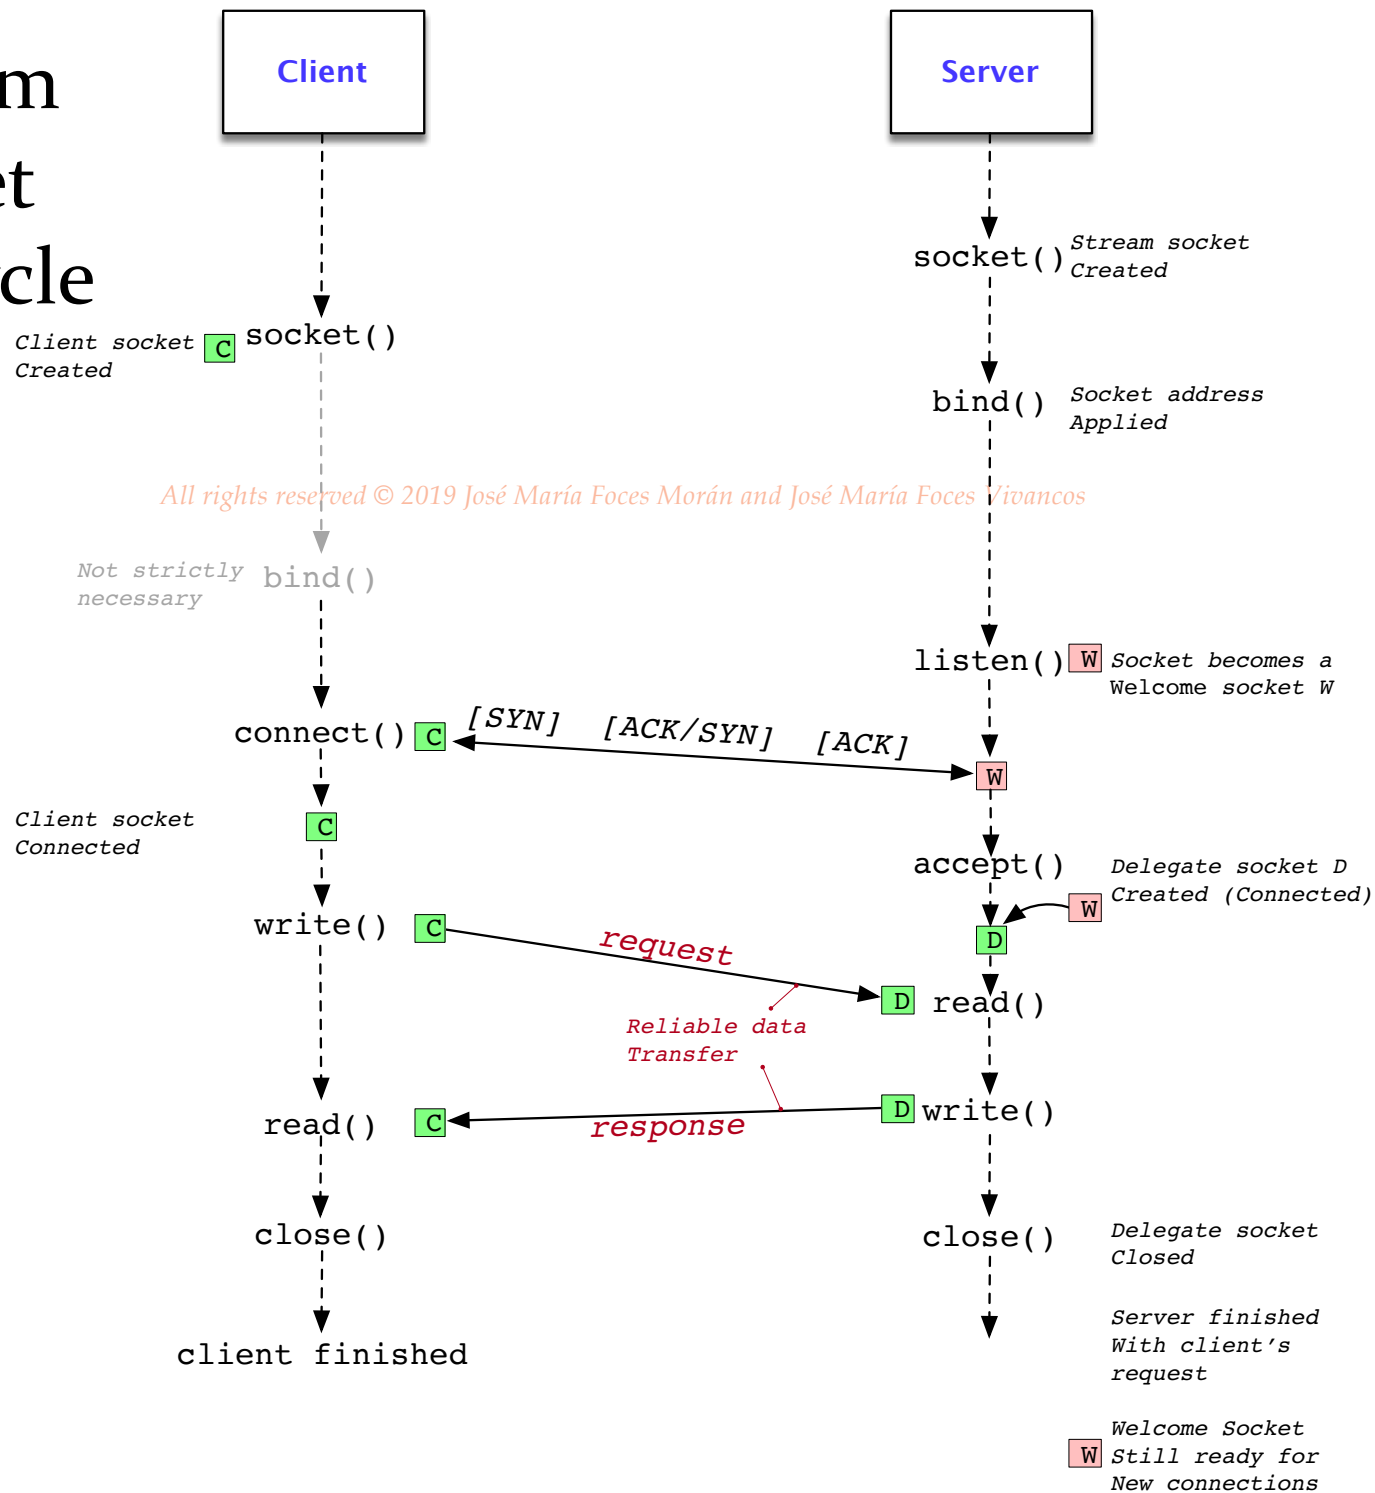 Client
Server
m
et
cle
socket()
Stream socket
Created
Client socket
Created
C
socket()
bind()
Socket address
Applied
All rights reserved © 2019 José María Foces Morán and José María Foces Vivancos
Not strictly
necessary
bind()
listen()
W
Socket becomes a
Welcome socket W
connect()
C
[SYN] [ACK/SYN] [ACK]
W
Client socket
Connected
C
accept()
Delegate socket D
Created (Connected)
W
D
write()
C
request
D
read()
Reliable data
Transfer
read()
C
response
D
write()
close()
close()
Delegate socket
Closed
client finished
Server finished
With client's
request
W
Welcome Socket
Still ready for
New connections